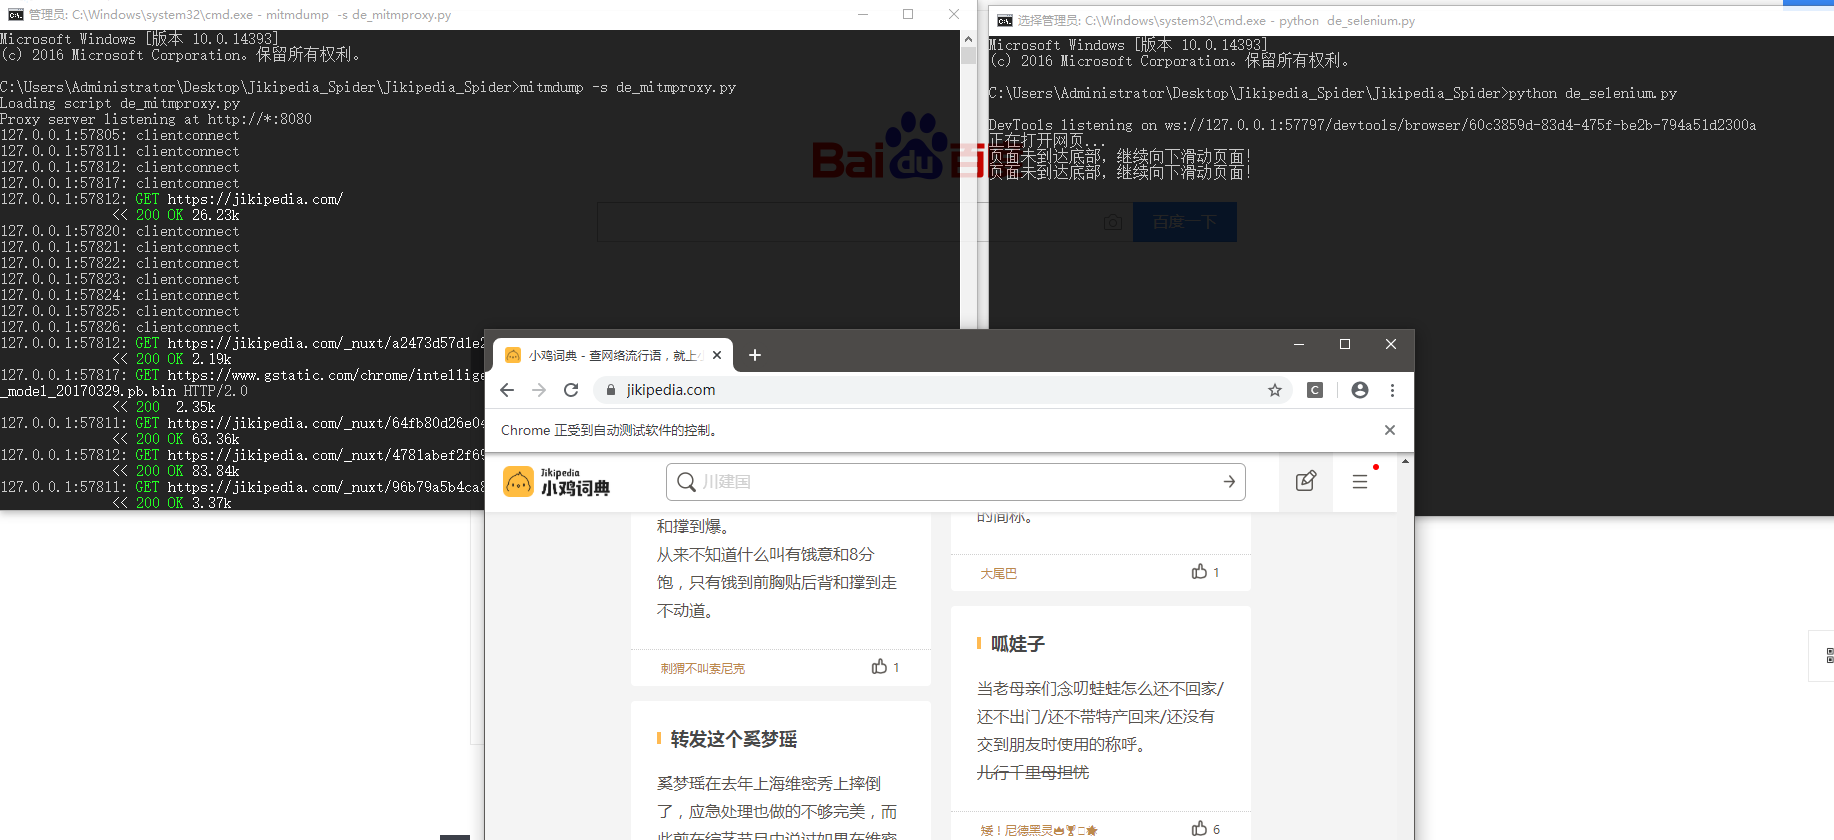 管理员: C:\Windows\system32\cmd.exe - mitmdump  -s de_mitmproxy.py
Microsoft Windows [版本 10.0.14393]
(c) 2016 Microsoft Corporation。保留所有权利。
C:\Users\Administrator\Desktop\Jikipedia_Spider\Jikipedia_Spider>mitmdump -s de_mitmproxy.py
Loading script de_mitmproxy.py
Proxy server listening at http://*:8080
127.0.0.1:57805: clientconnect
127.0.0.1:57811: clientconnect
127.0.0.1:57812: clientconnect
127.0.0.1:57817: clientconnect
127.0.0.1:57812: GET https://jikipedia.com/
<< 200 OK 26.23k
127.0.0.1:57820: clientconnect
127.0.0.1:57821: clientconnect
127.0.0.1:57822: clientconnect
127.0.0.1:57823: clientconnect
127.0.0.1:57824: clientconnect
127.0.0.1:57825: clientconnect
127.0.0.1:57826: clientconnect
127.0.0.1:57812: GET https://jikipedia.com/_nuxt/a2473d57d1e2
<< 200 OK 2.19k
127.0.0.1:57817: GET https://www.gstatic.com/chrome/intellige
_model_20170329.pb.bin HTTP/2.0
<< 200  2.35k
127.0.0.1:57811: GET https://jikipedia.com/_nuxt/64fb80d26e04
<< 200 OK 63.36k
127.0.0.1:57812: GET https://jikipedia.com/_nuxt/4781abef2f69
<< 200 OK 83.84k
127.0.0.1:57811: GET https://jikipedia.com/_nuxt/96b79a5b4ca8
<< 200 OK 3.37k
Bai du 百
百度一下
选择管理员: C:\Windows\system32\cmd.exe - python  de_selenium.py
Microsoft Windows [版本 10.0.14393]
(c) 2016 Microsoft Corporation。保留所有权利。
C:\Users\Administrator\Desktop\Jikipedia_Spider\Jikipedia_Spider>python de_selenium.py
DevTools listening on ws://127.0.0.1:57797/devtools/browser/60c3859d-83d4-475f-be2b-794a51d2300a
正在打开网页...
页面未到达底部, 继续向下滑动页面!
页面未到达底部, 继续向下滑动页面!
小鸡词典 - 查网络流行语，就上
jikipedia.com
C
Chrome 正受到自动测试软件的控制。
Jikipedia
小鸡词典
川建国
和撑到爆。
从来不知道什么叫有饿意和8分
饱，只有饿到前胸贴后背和撑到走
不动道。
刺猬不叫索尼克 1
转发这个奚梦瑶
奚梦瑶在去年上海维密秀上摔倒
了，应急处理也做的不够完美，而
此前在综艺节目中说过如果在维密
的简称。
大尾巴 1
呱娃子
当老母亲们念叨蛙蛙怎么还不回家/
还不出门/还不带特产回来/还没有
交到朋友时使用的称呼。
儿行千里母担忧
矮！尼德黑灵 6